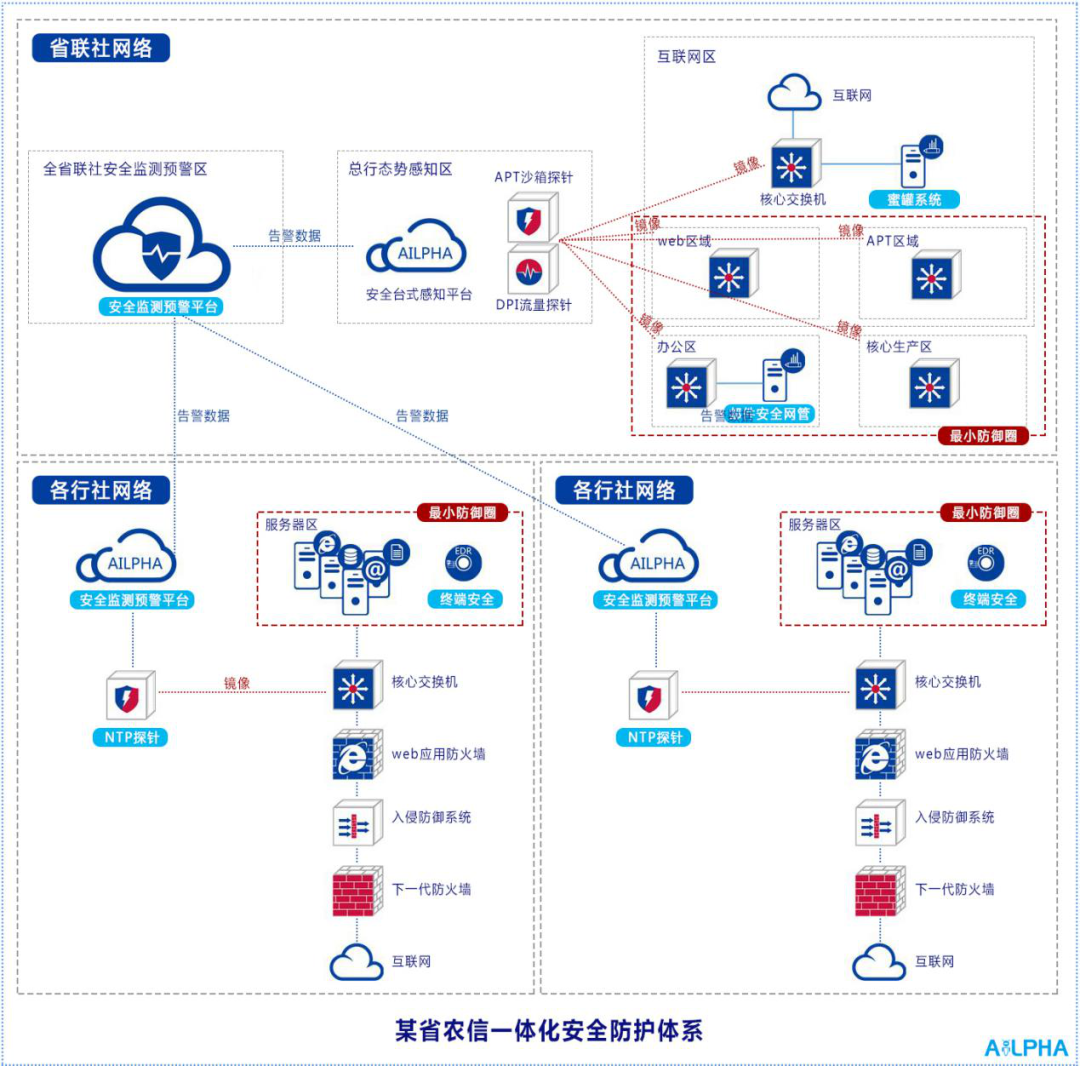 省联社网络
互联网区
互联网
镜像
核心交换机
蜜罐系统
全省联社安全监测预警区
总行态势感知区
APT沙箱探针
告警数据
AILPHA
安全监测预警平台
安全台式感知平台
DPI流量探针
镜像
web区域
镜像
APT区域
镜像
办公区
镜像
核心生产区
告警数据
安全网管
最小防御圈
告警数据
告警数据
各行社网络
最小防御圈
服务器区
AILPHA
EDR
安全监测预警平台
终端安全
镜像
核心交换机
NTP探针
web应用防火墙
入侵防御系统
下一代防火墙
互联网
各行社网络
最小防御圈
服务器区
AILPHA
EDR
安全监测预警平台
终端安全
核心交换机
NTP探针
web应用防火墙
入侵防御系统
下一代防火墙
互联网
某省农信一体化安全防护体系
AILPHA